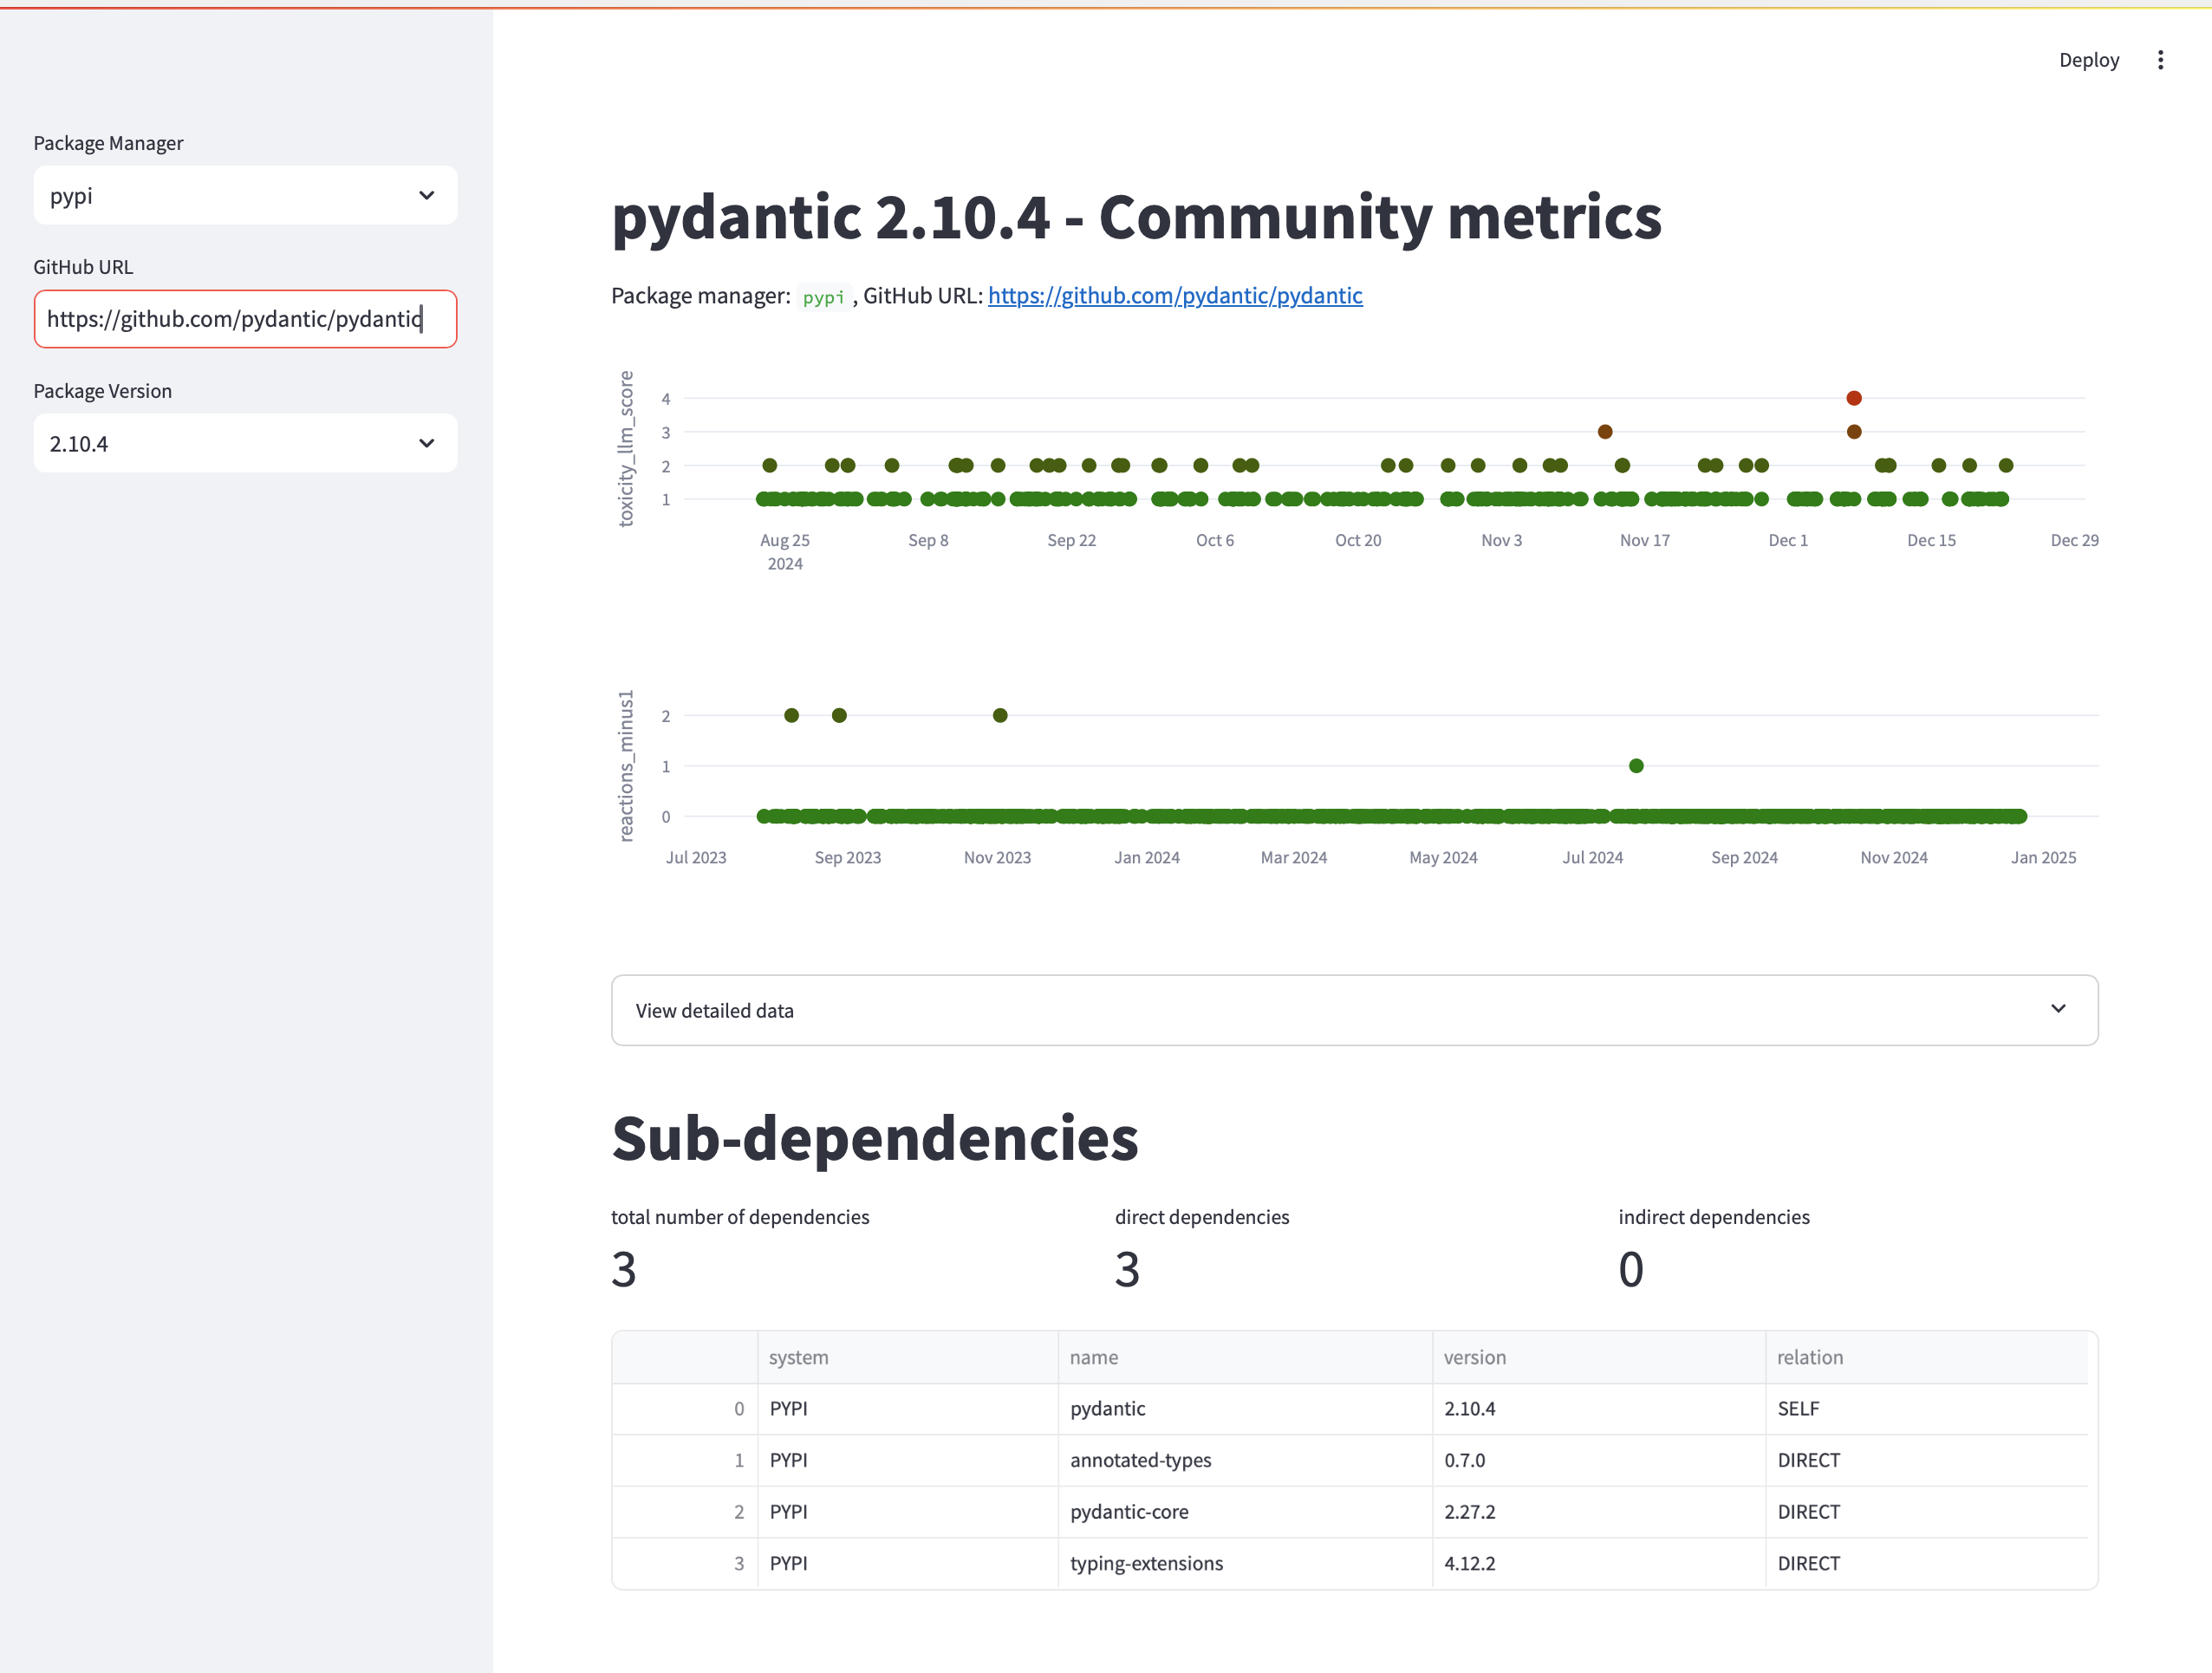 Deploy
Package Manager
pypi
GitHub URL
https://github.com/pydantic/pydantic
Package Version
2.10.4
pydantic 2.10.4 - Community metrics
Package manager: pypi, GitHub URL: https://github.com/pydantic/pydantic
toxicity_llm_score
4
3
2
1
Aug 25 Sep 8 Sep 22 Oct 6 Oct 20 Nov 3 Nov 17 Dec 1 Dec 15 Dec 29
2024
reactions_minus1
2
1
0
Jul 2023 Sep 2023 Nov 2023 Jan 2024 Mar 2024 May 2024 Jul 2024 Sep 2024 Nov 2024 Jan 2025
View detailed data
Sub-dependencies
total number of dependencies direct dependencies indirect dependencies
3 3 0
system name version relation
0 PYPI pydantic 2.10.4 SELF
1 PYPI annotated-types 0.7.0 DIRECT
2 PYPI pydantic-core 2.27.2 DIRECT
3 PYPI typing-extensions 4.12.2 DIRECT